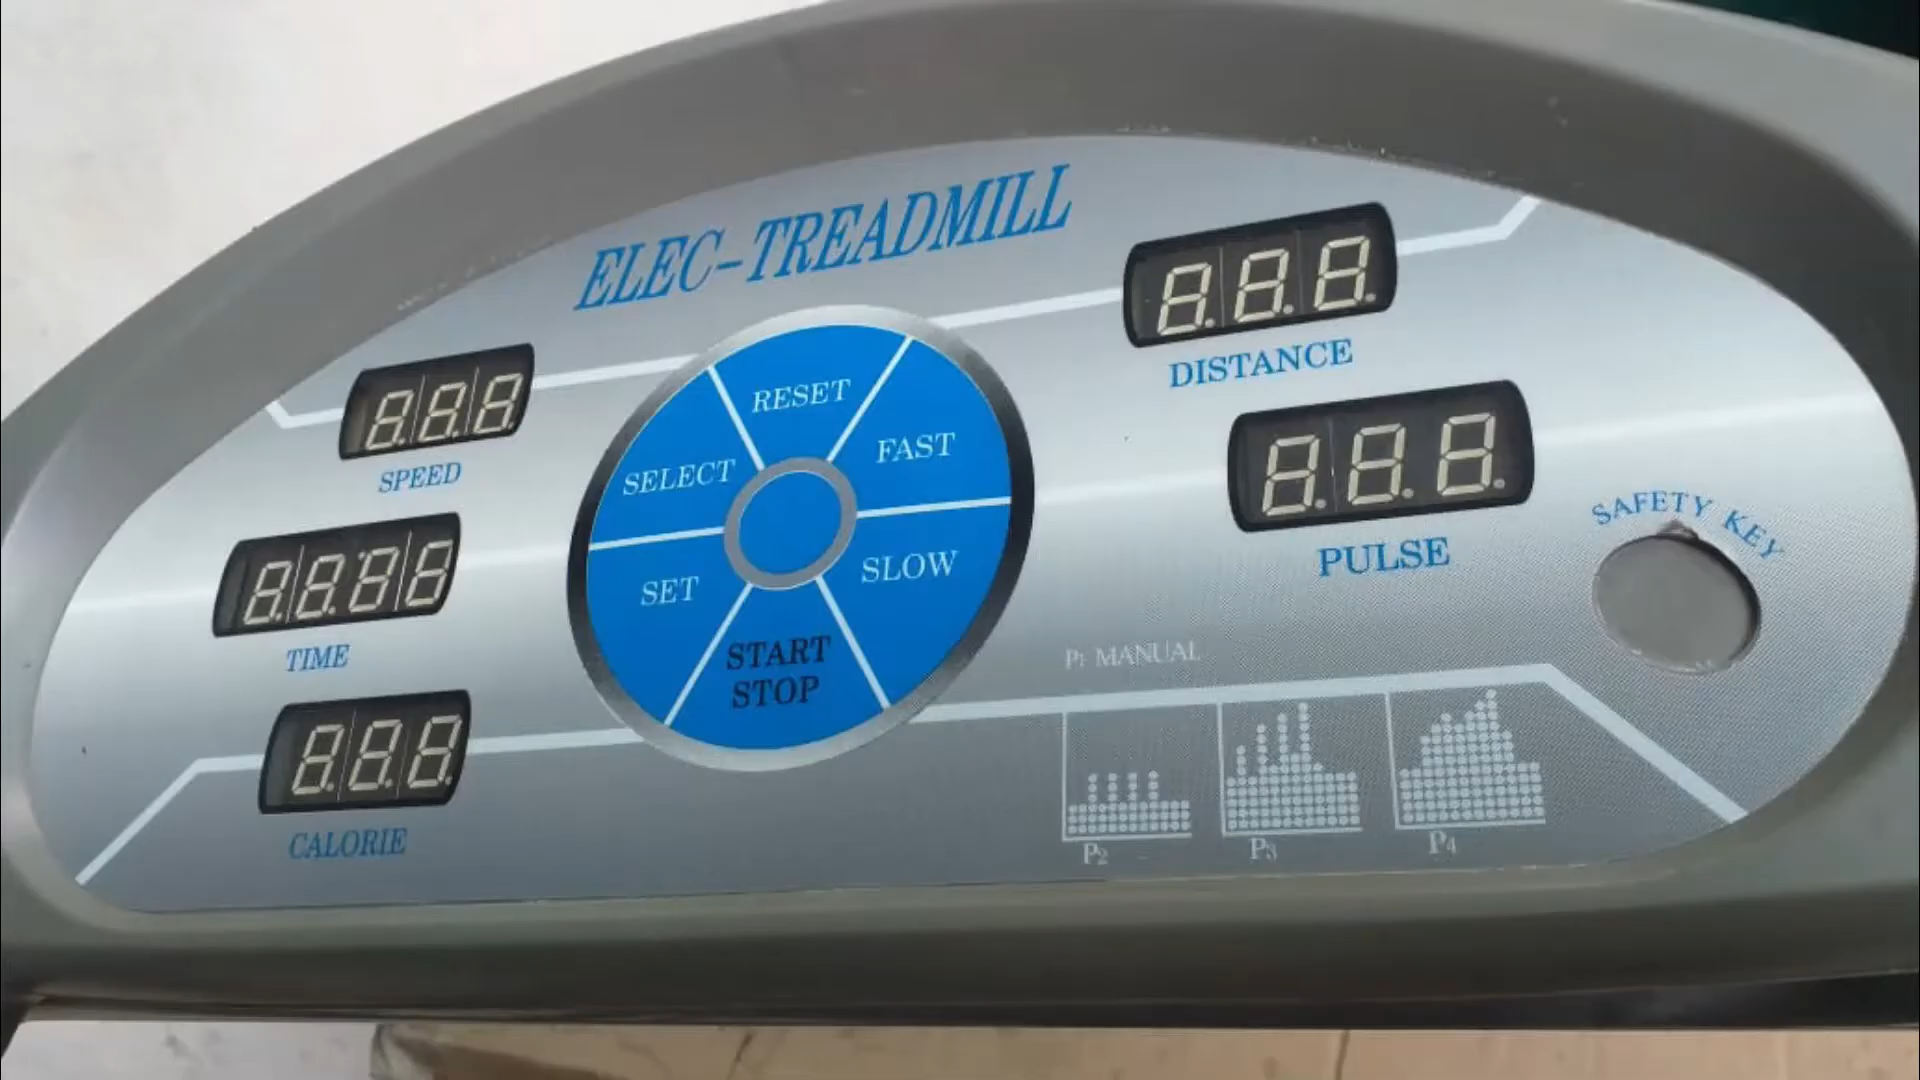 ELEC-TREADMILL
SPEED
TIME
CALORIE
RESET
SELECT
FAST
SET
SLOW
START
STOP
DISTANCE
PULSE
SAFETY KEY
P1 MANUAL
P2
P3
P4